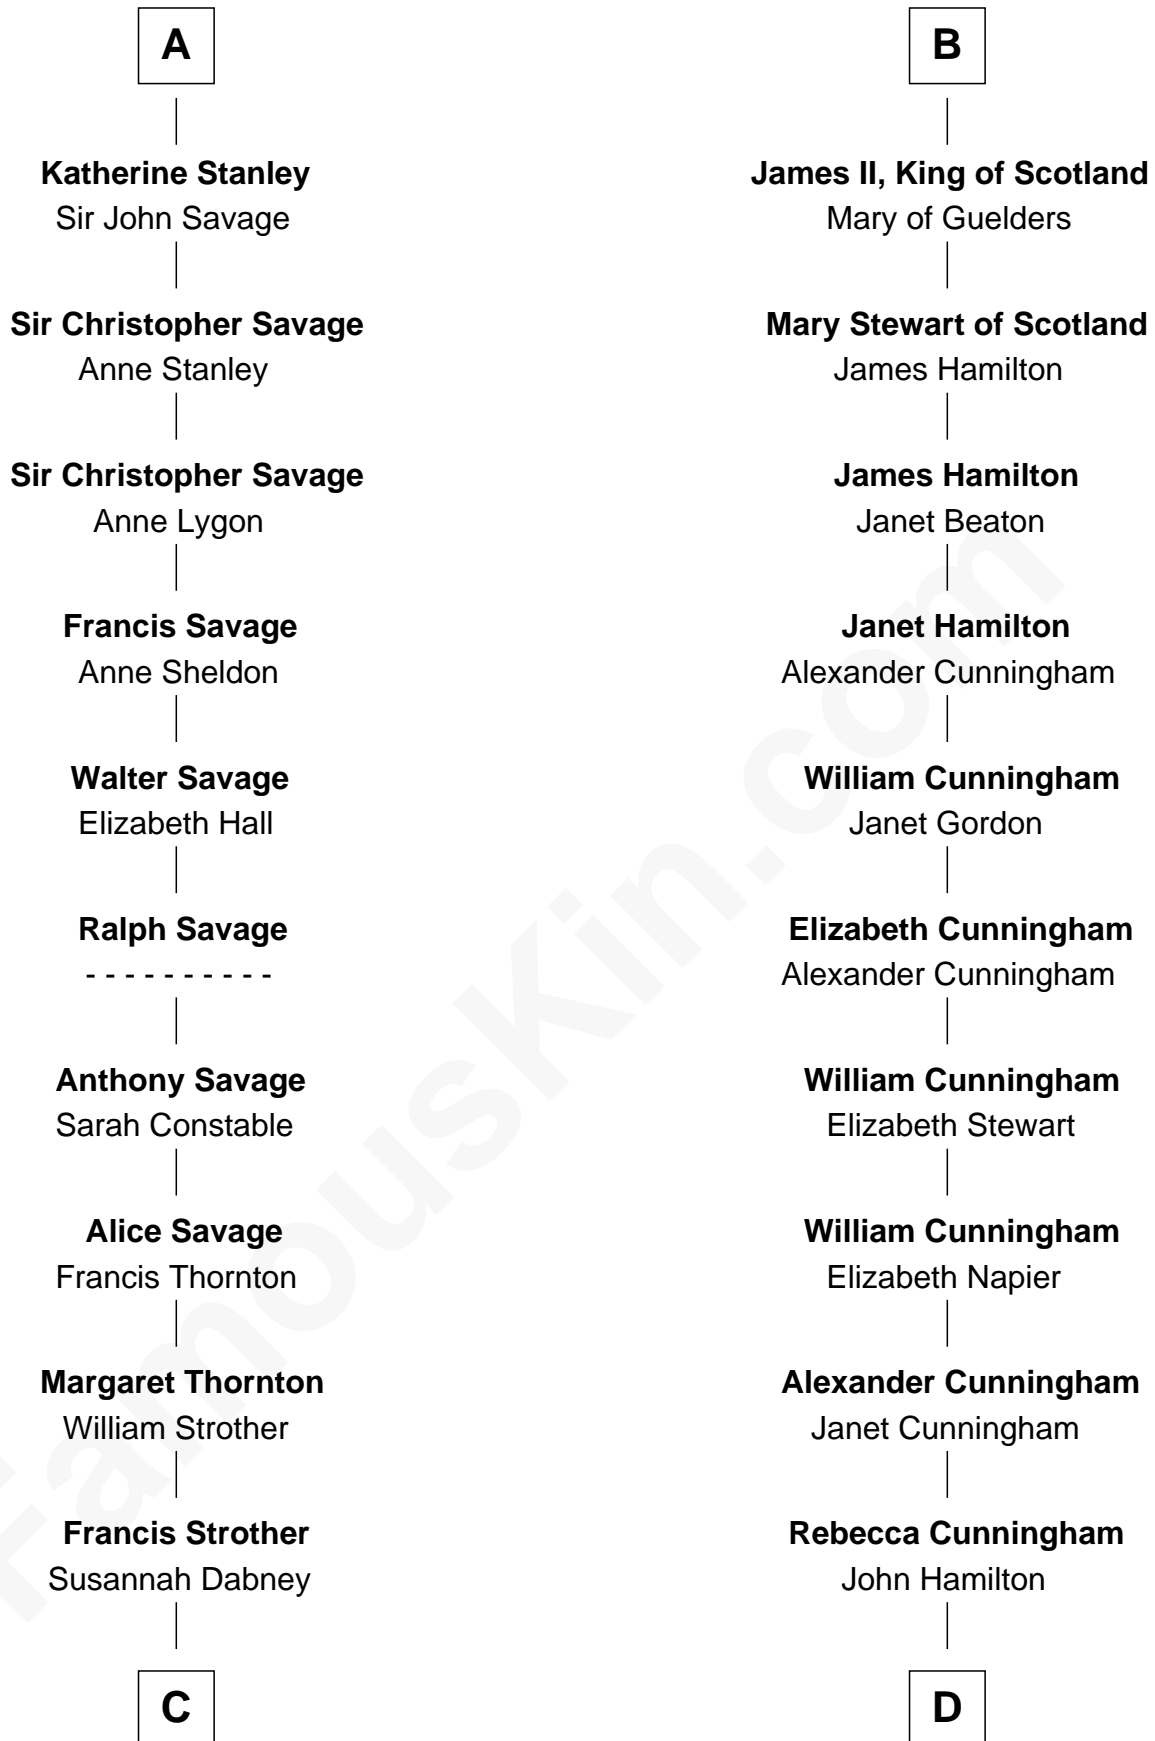 A
Katherine Stanley
Sir John Savage
Sir Christopher Savage
Anne Stanley
Sir Christopher Savage
Anne Lygon
Francis Savage
Anne Sheldon
Walter Savage
Elizabeth Hall
Ralph Savage
- - - - - - - - - -
Anthony Savage
Sarah Constable
Alice Savage
Francis Thornton
Margaret Thornton
William Strother
Francis Strother
Susannah Dabney
C
B
James II, King of Scotland
Mary of Guelders
Mary Stewart of Scotland
James Hamilton
James Hamilton
Janet Beaton
Janet Hamilton
Alexander Cunningham
William Cunningham
Janet Gordon
Elizabeth Cunningham
Alexander Cunningham
William Cunningham
Elizabeth Stewart
William Cunningham
Elizabeth Napier
Alexander Cunningham
Janet Cunningham
Rebecca Cunningham
John Hamilton
D
FamousKin.com